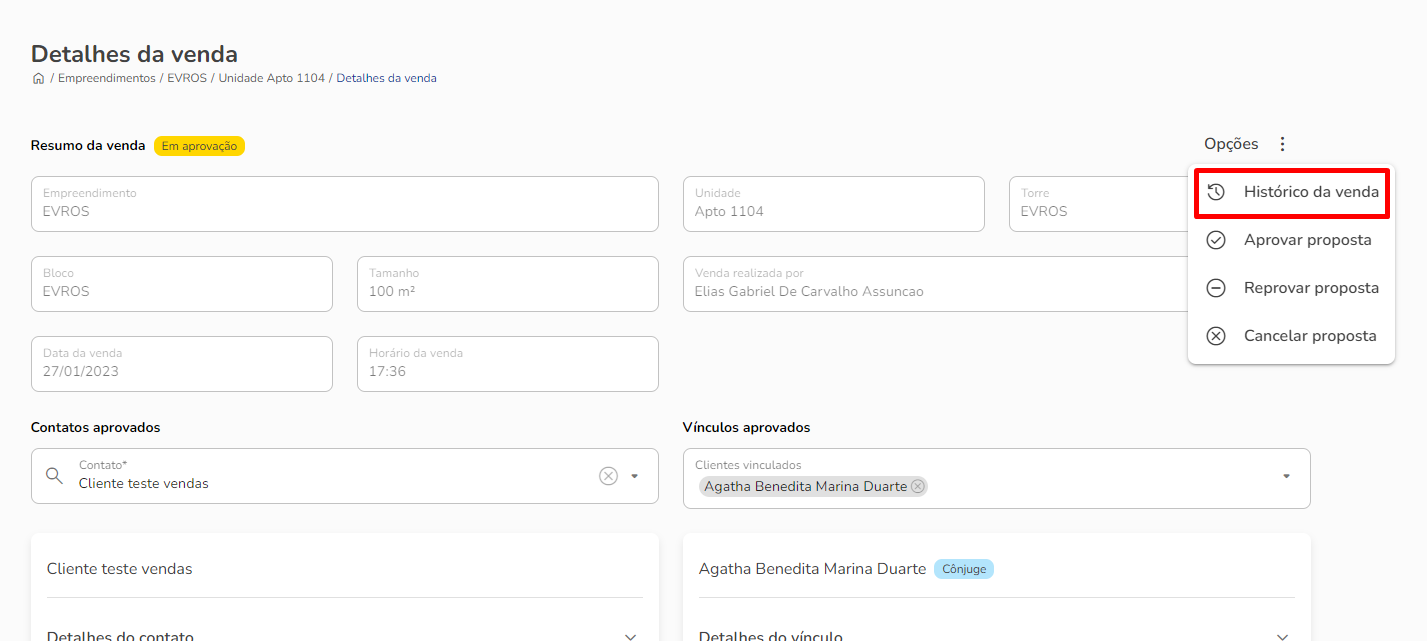 Detalhes da venda
/ Empreendimentos / EVROS / Unidade Apto 1104 / Detalhes da venda
Resumo da venda Em aprovação
Opções
Histórico da venda
Aprovar proposta
Reprovar proposta
Cancelar proposta
Empreendimento
EVROS
Unidade
Apto 1104
Torre
EVROS
Bloco
EVROS
Tamanho
100 m²
Venda realizada por
Elias Gabriel De Carvalho Assuncao
Data da venda
27/01/2023
Horário da venda
17:36
Contatos aprovados
Contato*
Cliente teste vendas
Vínculos aprovados
Clientes vinculados
Agatha Benedita Marina Duarte
Cliente teste vendas
Detalhes do contato
Agatha Benedita Marina Duarte Cônjuge
Detalhes do vínculo